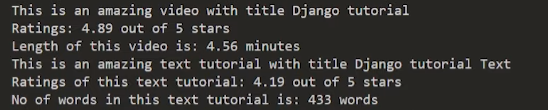 This is an amazing video with title Django tutorial
Ratings: 4.89 out of 5 stars
Length of this video is: 4.56 minutes
This is an amazing text tutorial with title Django tutorial Text
Ratings of this text tutorial: 4.19 out of 5 stars
No of words in this text tutorial is: 433 words